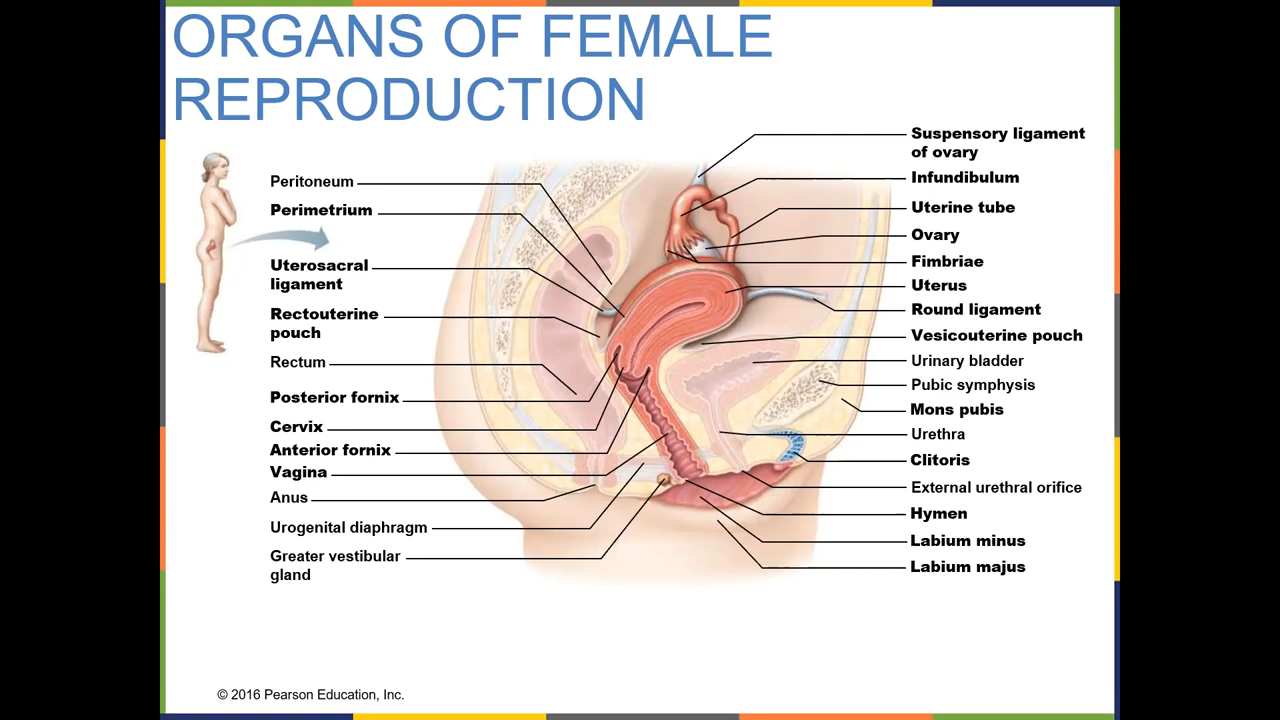 ORGANS OF FEMALE
REPRODUCTION
Peritoneum
Perimetrium
Uterosacral
ligament
Rectouterine
pouch
Rectum
Posterior fornix
Cervix
Anterior fornix
Vagina
Anus
Urogenital diaphragm
Greater vestibular
gland
Suspensory ligament
of ovary
Infundibulum
Uterine tube
Ovary
Fimbriae
Uterus
Round ligament
Vesicouterine pouch
Urinary bladder
Pubic symphysis
Mons pubis
Urethra
Clitoris
External urethral orifice
Hymen
Labium minus
Labium majus
© 2016 Pearson Education, Inc.